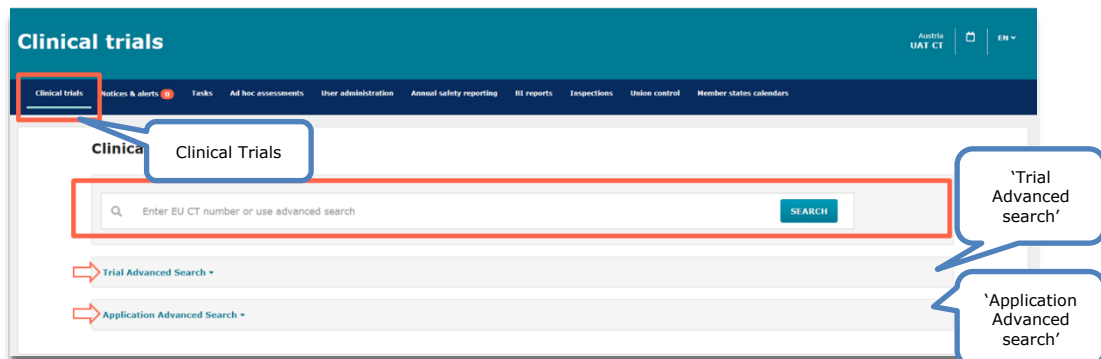 Clinical trials
Austria
UAT CT
EN
Clinical trials Notices & alerts 0 Tasks Ad hoc assessments User administration Annual safety reporting BI reports Inspections Union control Member states calendars
Clinica
Clinical Trials
Enter EU CT number or use advanced search
SEARCH
'Trial
Advanced
search'
Trial Advanced Search
Application Advanced Search
'Application
Advanced
search'